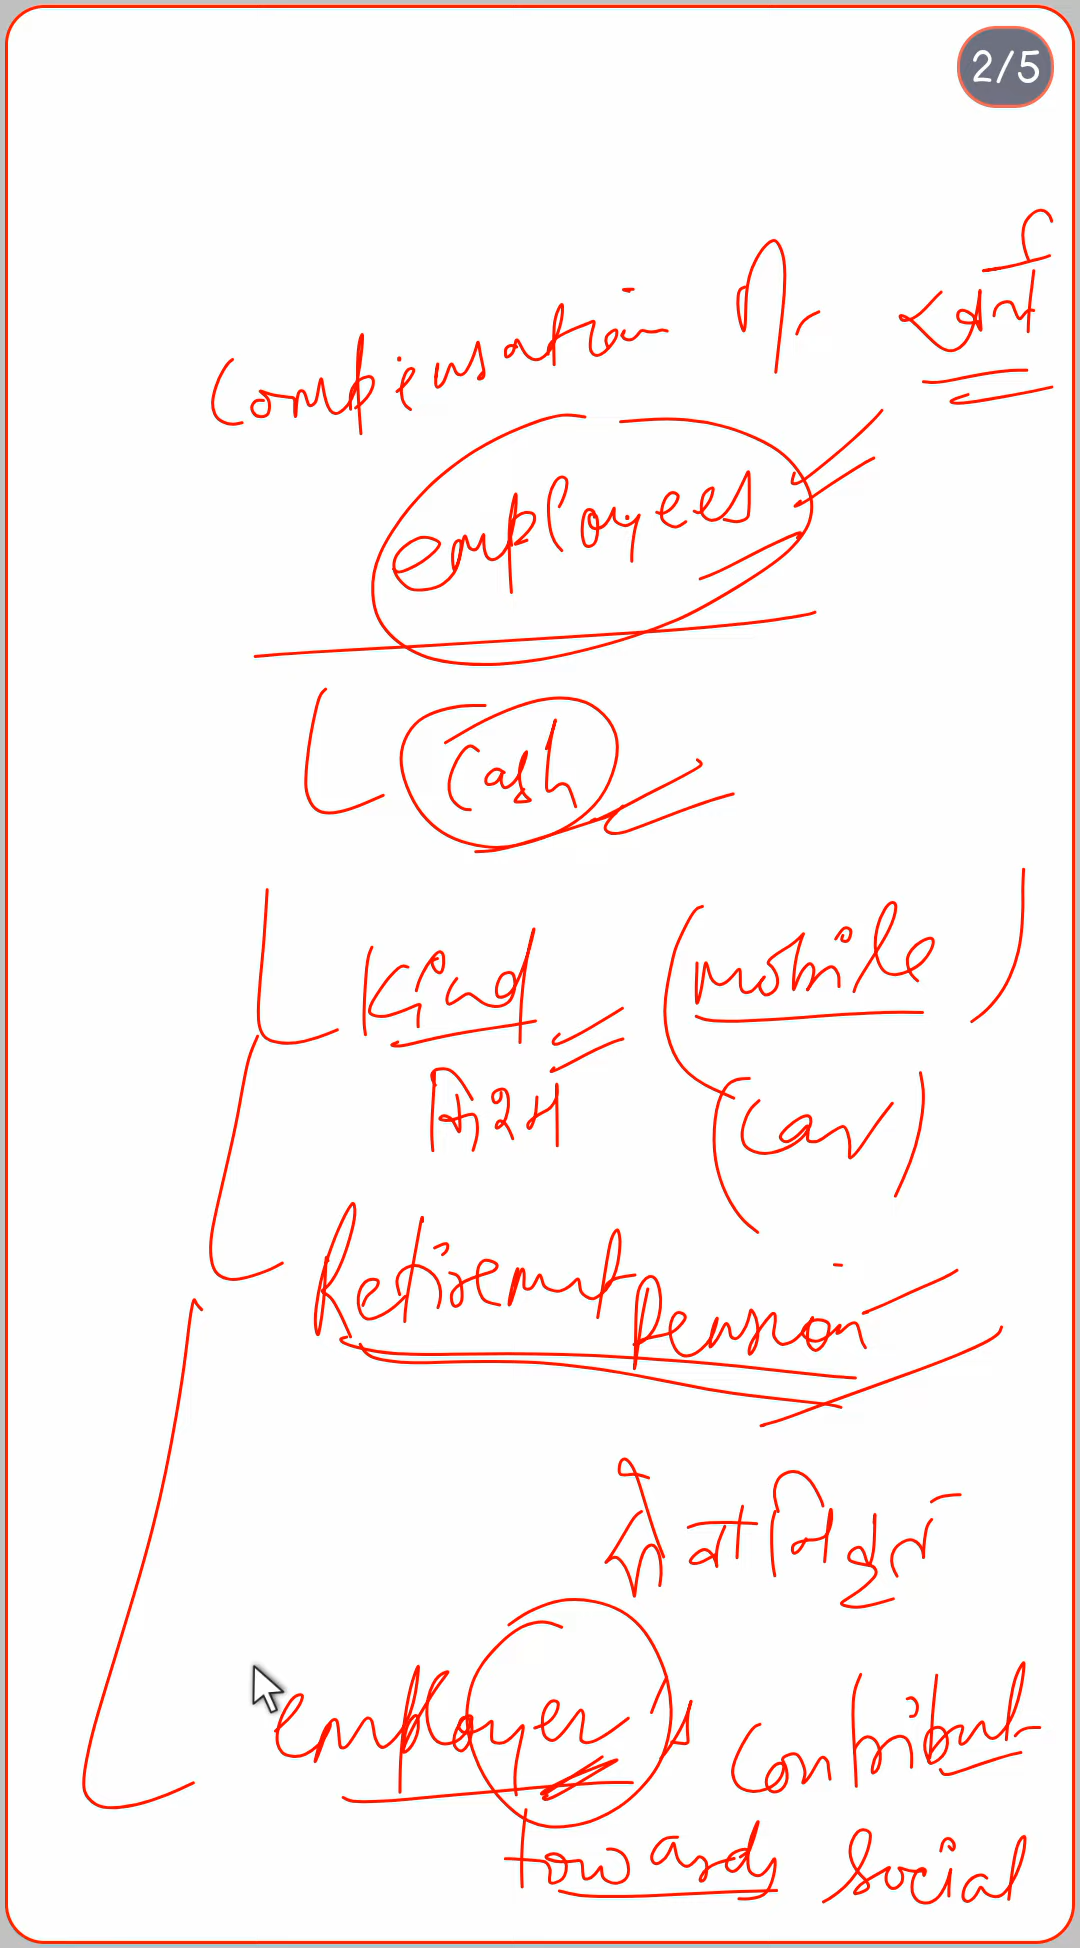 2/5
Compensation of
employees
Cash
Kind (mobile)
(car)
Retirement Pension
employer's contribut
towards social